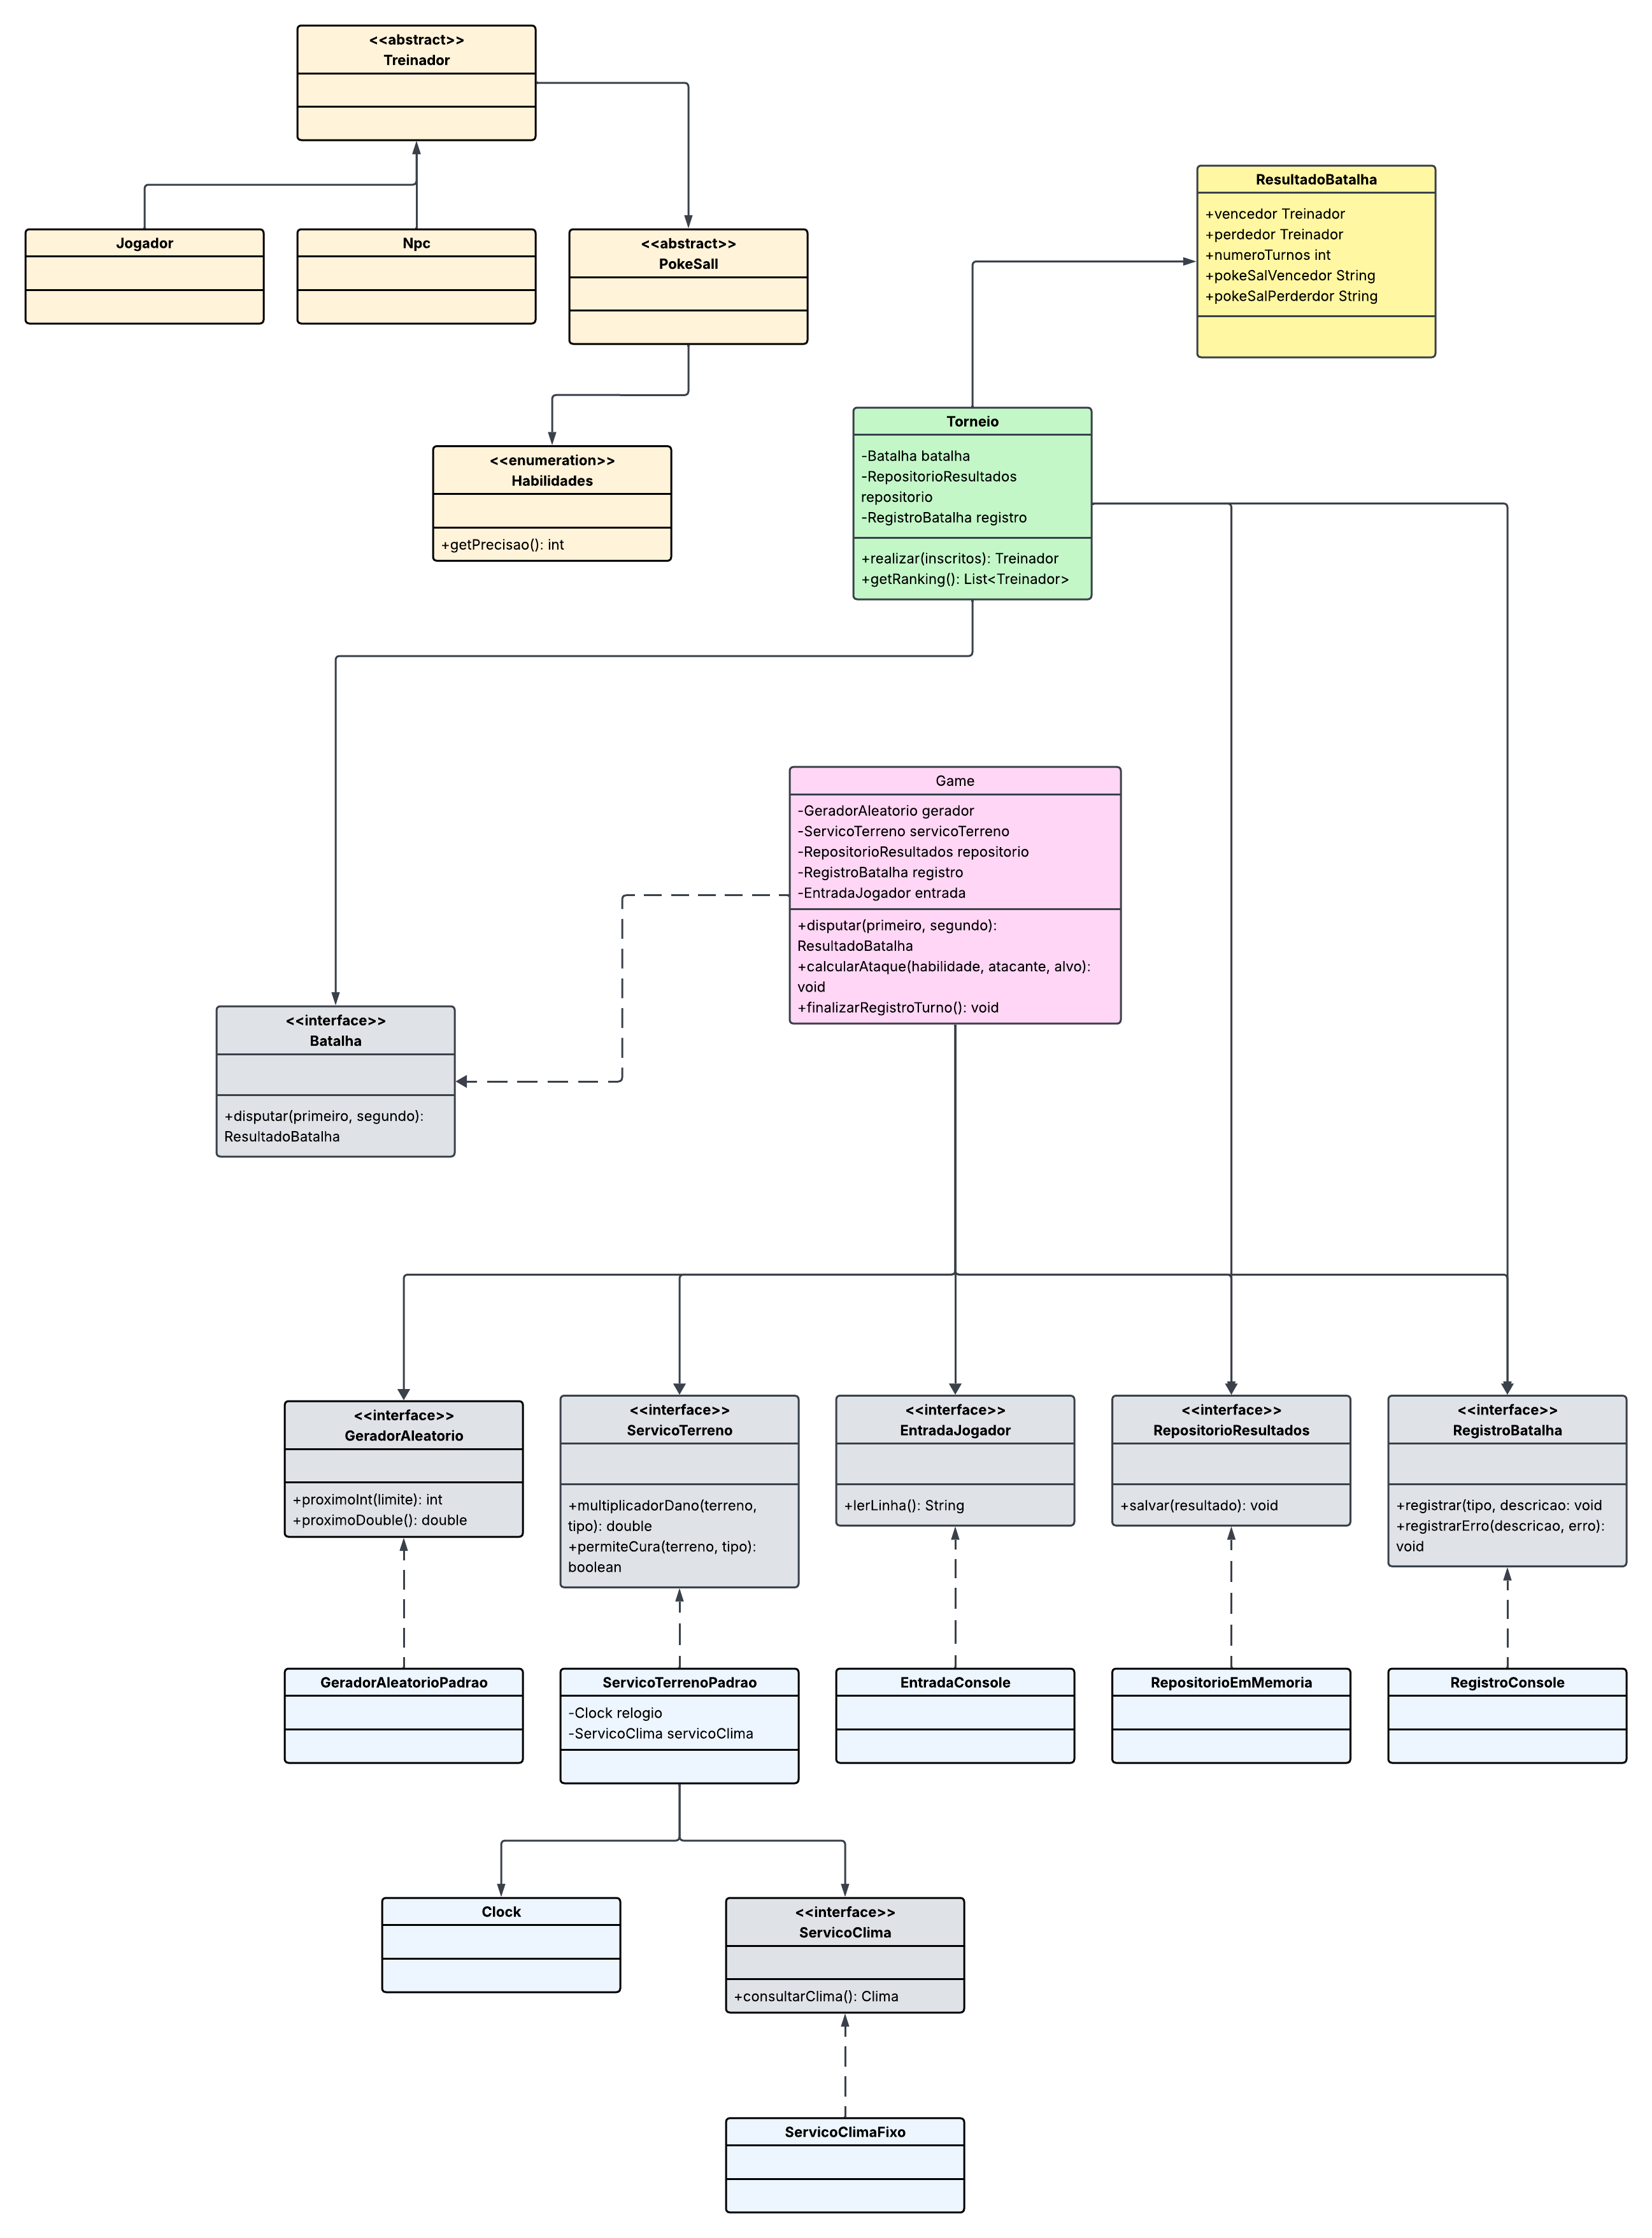 <<abstract>>
Treinador
Jogador
Npc
<<abstract>>
PokeSall
<<enumeration>>
Habilidades
+getPrecisao(): int
ResultadoBatalha
+vencedor Treinador
+perdedor Treinador
+numeroTurnos int
+pokeSalVencedor String
+pokeSalPerderdor String
Torneio
-Batalha batalha
-RepositorioResultados
repositorio
-RegistroBatalha registro
+realizar(inscritos): Treinador
+getRanking(): List<Treinador>
Game
-GeradorAleatorio gerador
-ServicoTerreno servicoTerreno
-RepositorioResultados repositorio
-RegistroBatalha registro
-EntradaJogador entrada
+disputar(primeiro, segundo):
ResultadoBatalha
+calcularAtaque(habilidade, atacante, alvo):
void
+finalizarRegistroTurno(): void
<<interface>>
Batalha
+disputar(primeiro, segundo):
ResultadoBatalha
<<interface>>
GeradorAleatorio
+proximoInt(limite): int
+proximoDouble(): double
<<interface>>
ServicoTerreno
+multiplicadorDano(terreno,
tipo): double
+permiteCura(terreno, tipo):
boolean
<<interface>>
EntradaJogador
+lerLinha(): String
<<interface>>
RepositorioResultados
+salvar(resultado): void
<<interface>>
RegistroBatalha
+registrar(tipo, descricao: void
+registrarErro(descricao, erro):
void
GeradorAleatorioPadrao
ServicoTerrenoPadrao
-Clock relogio
-ServicoClima servicoClima
EntradaConsole
RepositorioEmMemoria
RegistroConsole
Clock
<<interface>>
ServicoClima
+consultarClima(): Clima
ServicoClimaFixo